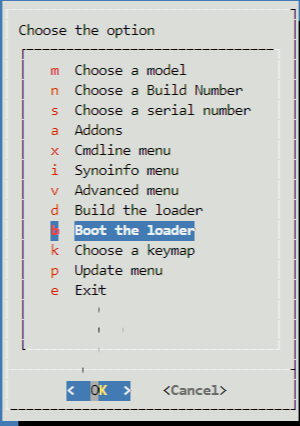 Choose the option
m Choose a model
n Choose a Build Number
s Choose a serial number
a Addons
x Cmdline menu
i Synoinfo menu
v Advanced menu
d Build the loader
b Boot the loader
k Choose a keymap
p Update menu
e Exit
< OK > <Cancel>